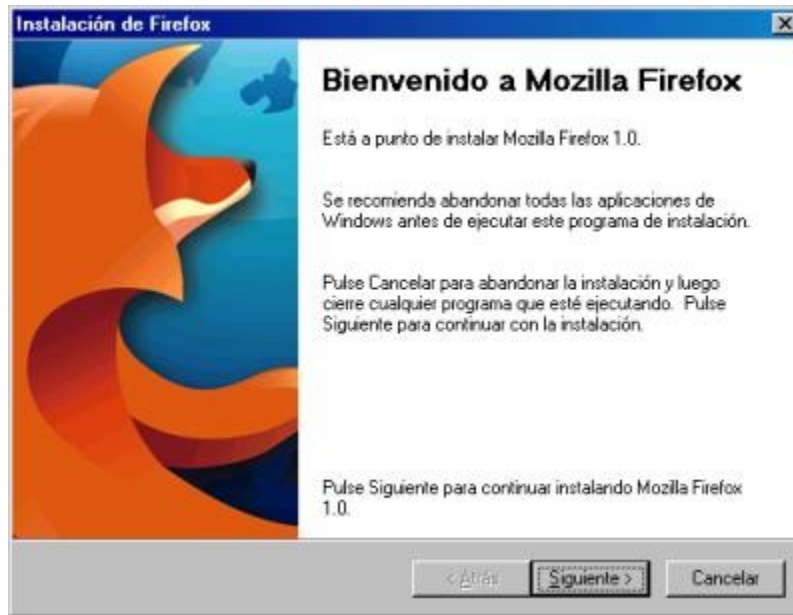 Instalación de Firefox
Bienvenido a Mozilla Firefox
Está a punto de instalar Mozilla Firefox 1.0.
Se recomienda abandonar todas las aplicaciones de
Windows antes de ejecutar este programa de instalación.
Pulse Cancelar para abandonar la instalación y luego
cierre cualquier programa que esté ejecutando. Pulse
Siguiente para continuar con la instalación.
Pulse Siguiente para continuar instalando Mozilla Firefox
1.0.
< Atrás
Siguiente >
Cancelar